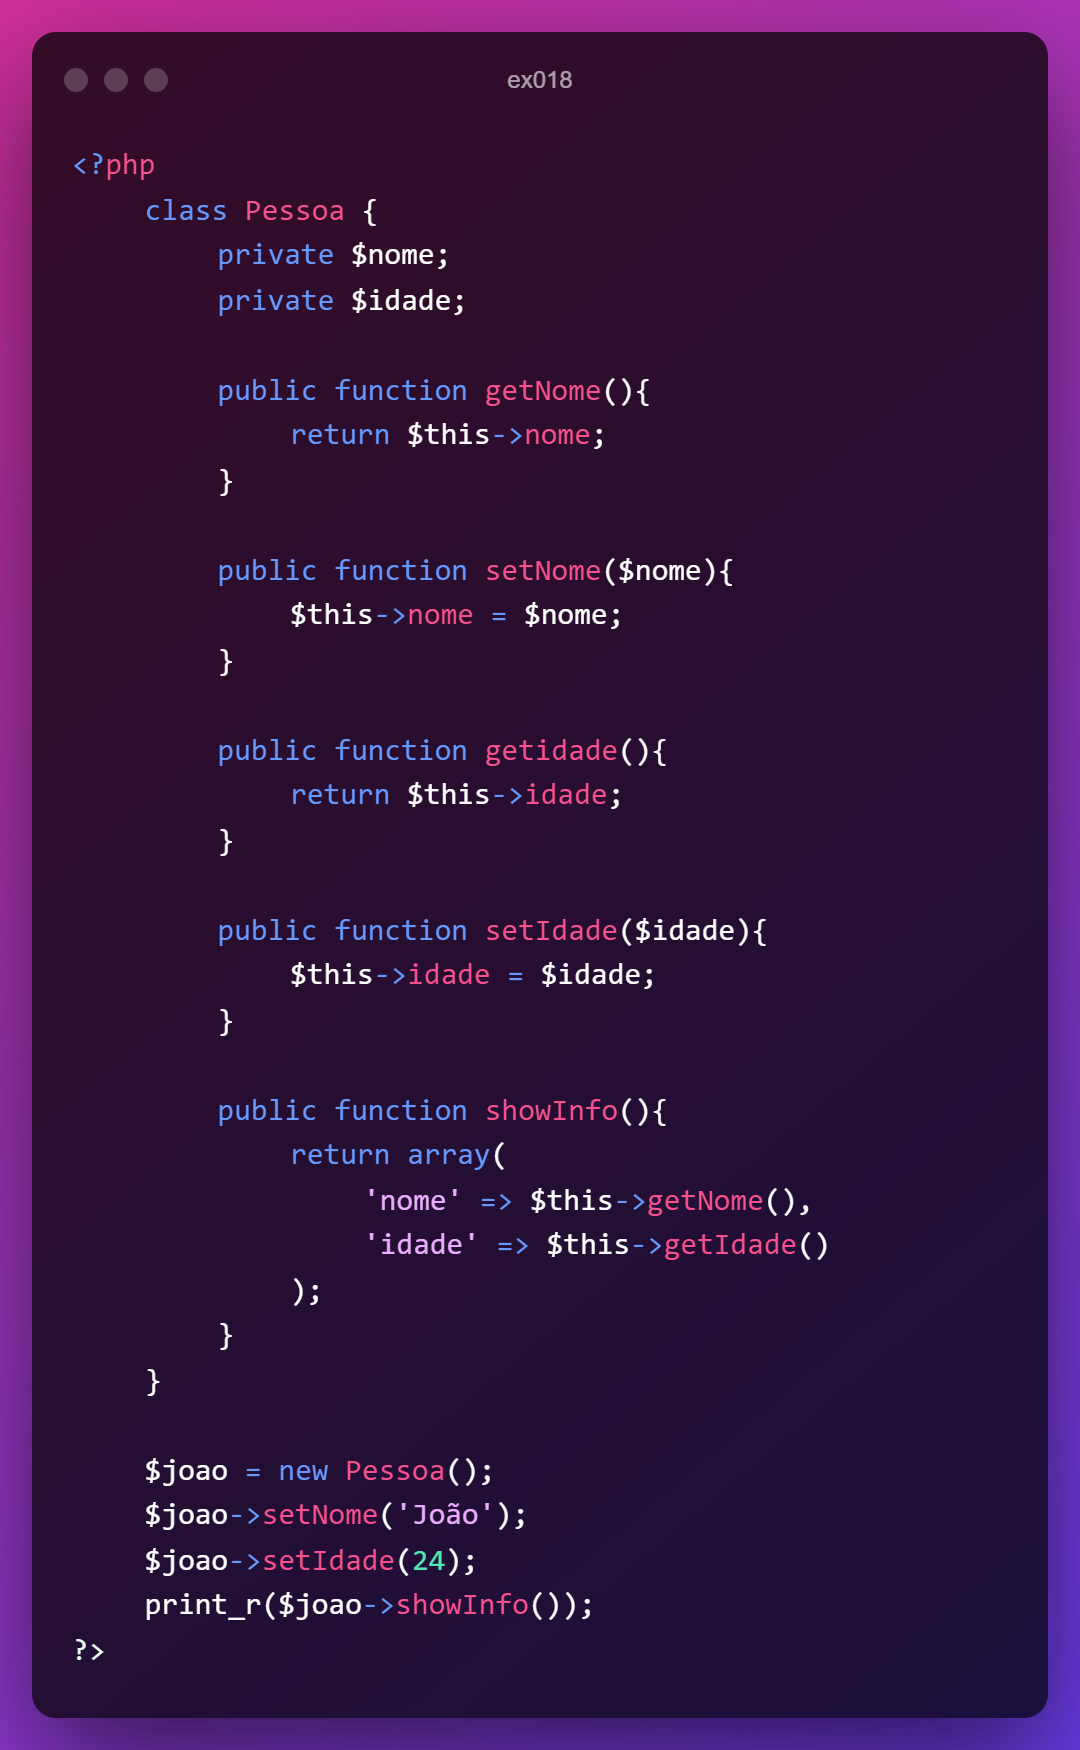 ex018
<?php
class Pessoa {
private $nome;
private $idade;
public function getNome(){
return $this->nome;
}
public function setNome($nome){
$this->nome = $nome;
}
public function getidade(){
return $this->idade;
}
public function setIdade($idade){
$this->idade = $idade;
}
public function showInfo(){
return array(
'nome' => $this->getNome(),
'idade' => $this->getIdade()
);
}
}
$joao = new Pessoa();
$joao->setNome('João');
$joao->setIdade(24);
print_r($joao->showInfo());
?>